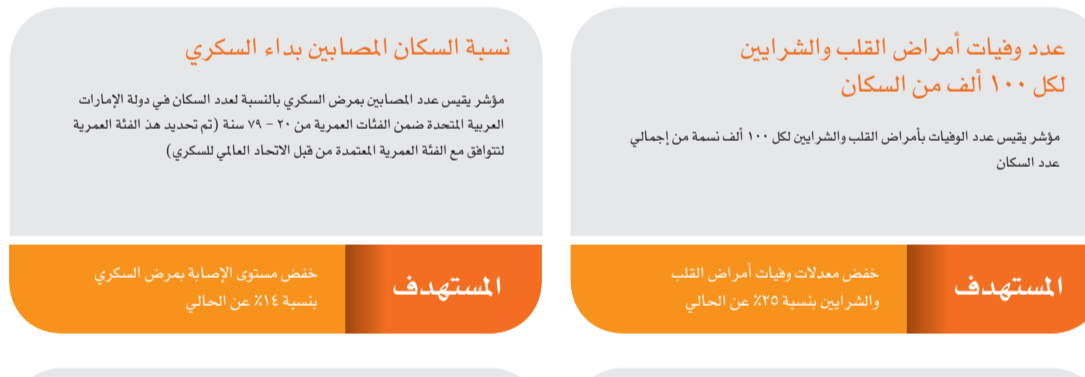 عدد وفيات أمراض القلب والشرايين
لكل ١٠٠ ألف من السكان
مؤشر يقيس عدد الوفيات بأمراض القلب والشرايين لكل ١٠٠ ألف نسمة من إجمالي
عدد السكان
المستهدف
خفض معدلات وفيات أمراض القلب
والشرايين بنسبة ٢٥٪ عن الحالي
نسبة السكان المصابين بداء السكري
مؤشر يقيس عدد المصابين بمرض السكري بالنسبة لعدد السكان في دولة الإمارات
العربية المتحدة ضمن الفئات العمرية من ٢٠ - ٧٩ سنة (تم تحديد هذ الفئة العمرية
لتتوافق مع الفئة العمرية المعتمدة من قبل الاتحاد العالمي للسكري)
المستهدف
خفض مستوى الإصابة بمرض السكري
بنسبة ١٤٪ عن الحالي